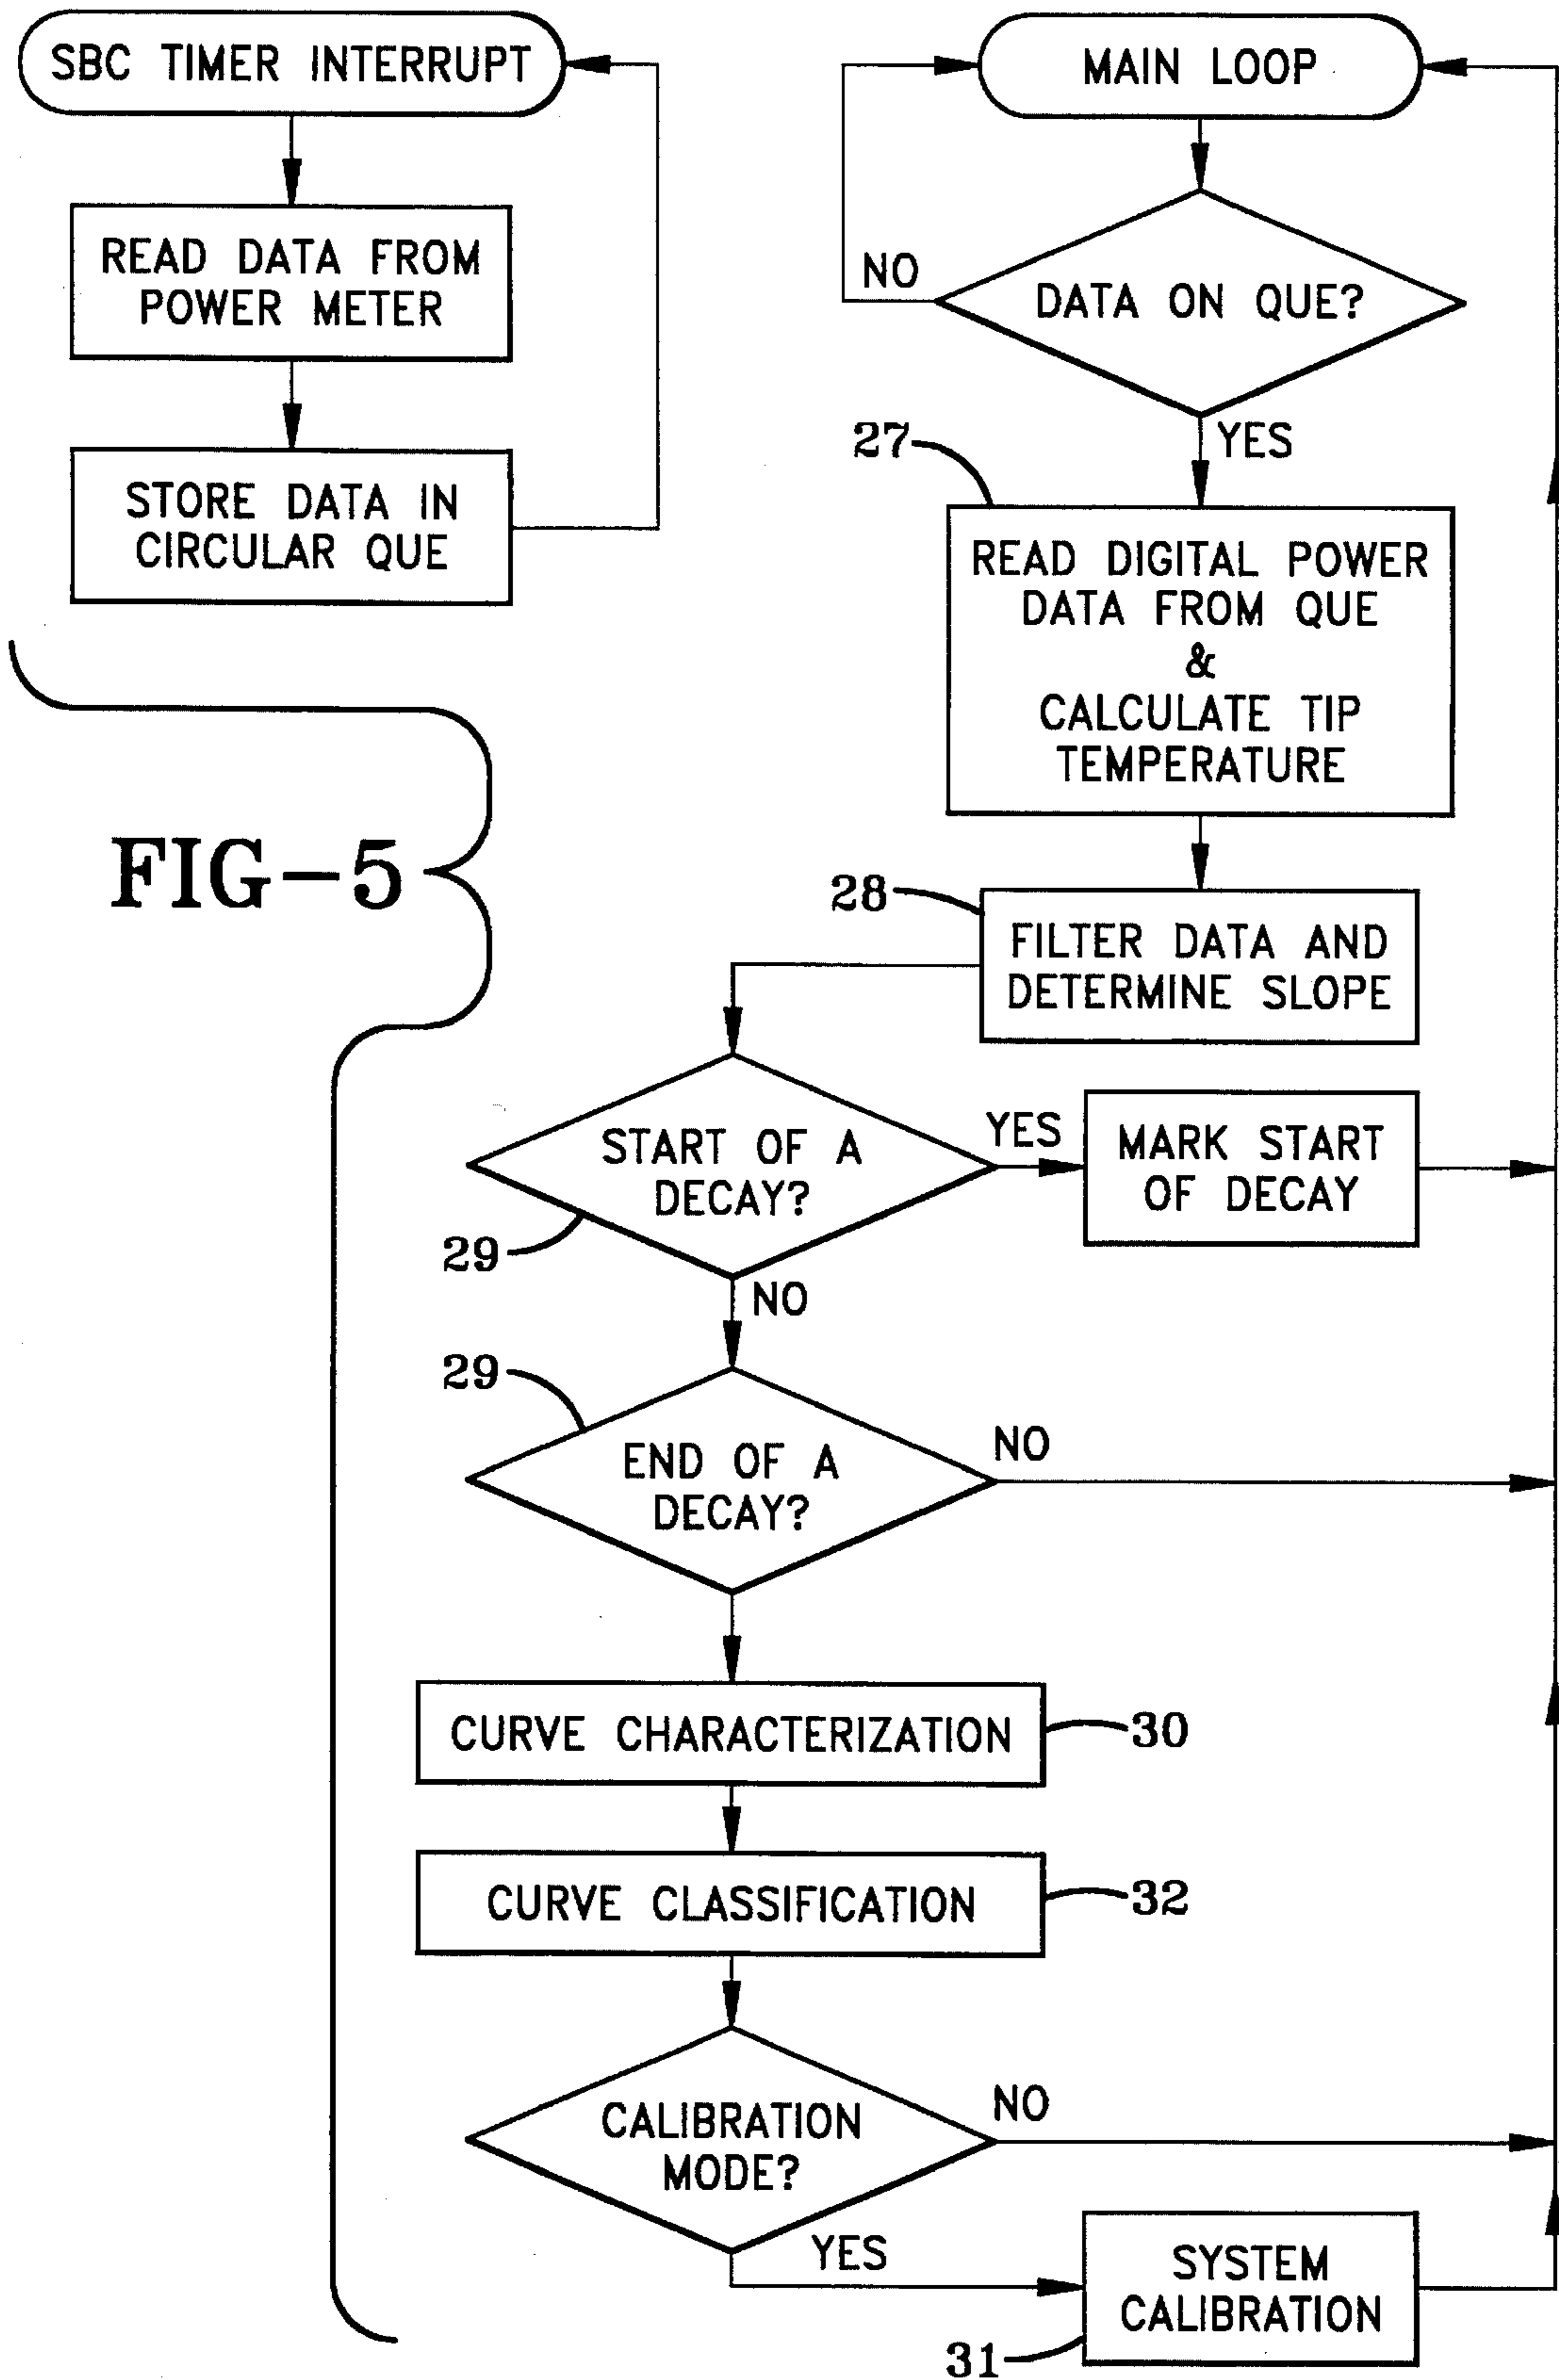 SBC TIMER INTERRUPT
READ DATA FROM
POWER METER
STORE DATA IN
CIRCULAR QUE
FIG-5
MAIN LOOP
DATA ON QUE?
NO
YES
27
READ DIGITAL POWER
DATA FROM QUE
&
CALCULATE TIP
TEMPERATURE
28
FILTER DATA AND
DETERMINE SLOPE
START OF A
DECAY?
29
YES
MARK START
OF DECAY
NO
29
END OF A
DECAY?
NO
CURVE CHARACTERIZATION
30
CURVE CLASSIFICATION
32
CALIBRATION
MODE?
NO
YES
SYSTEM
CALIBRATION
31